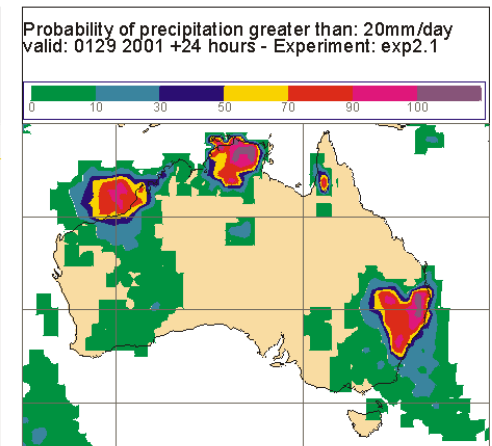 Probability of precipitation greater than: 20mm/day
valid: 0129 2001 +24 hours - Experiment: exp2.1
0 10 30 50 70 90 100